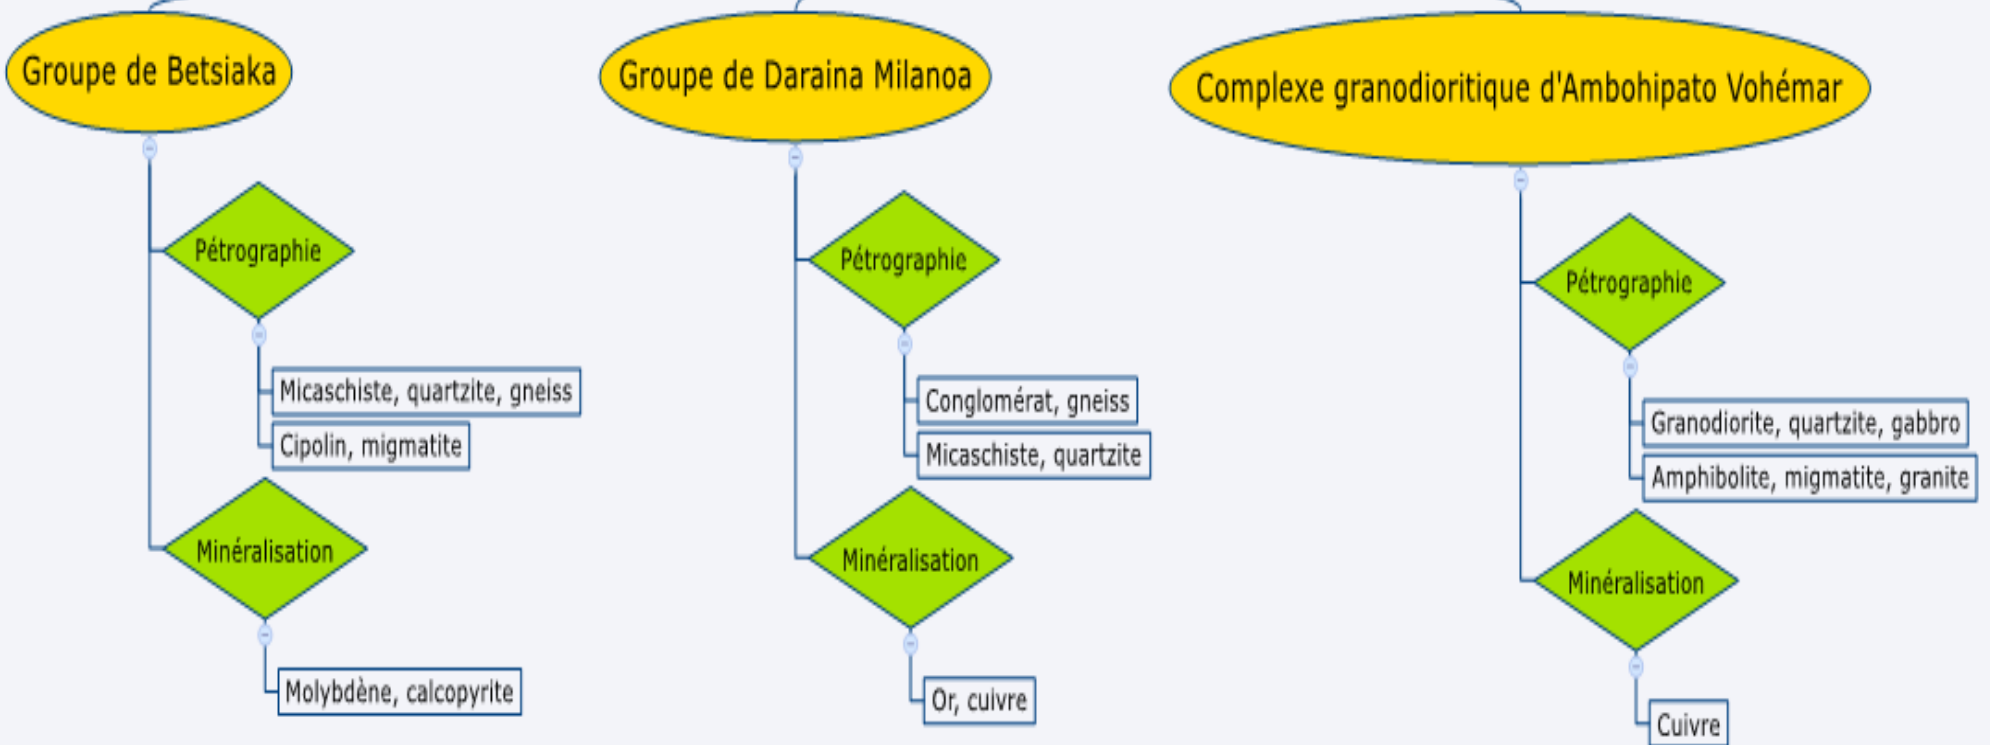 Groupe de Betsiaka
Pétrographie
Micaschiste, quartzite, gneiss
Cipolin, migmatite
Minéralisation
Molybdène, calcopyrite
Groupe de Daraina Milanoa
Pétrographie
Conglomérat, gneiss
Micaschiste, quartzite
Minéralisation
Or, cuivre
Complexe granodioritique d'Ambohipato Vohémar
Pétrographie
Granodiorite, quartzite, gabbro
Amphibolite, migmatite, granite
Minéralisation
Cuivre